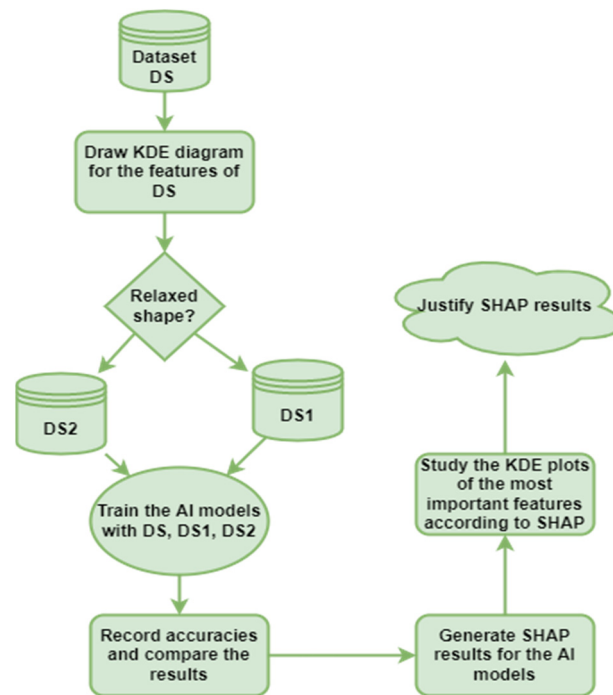 Dataset
DS
Draw KDE diagram
for the features of
DS
Relaxed
shape?
DS2
DS1
Train the AI models
with DS, DS1, DS2
Record accuracies
and compare the
results
Generate SHAP
results for the AI
models
Study the KDE plots
of the most
important features
according to SHAP
Justify SHAP results